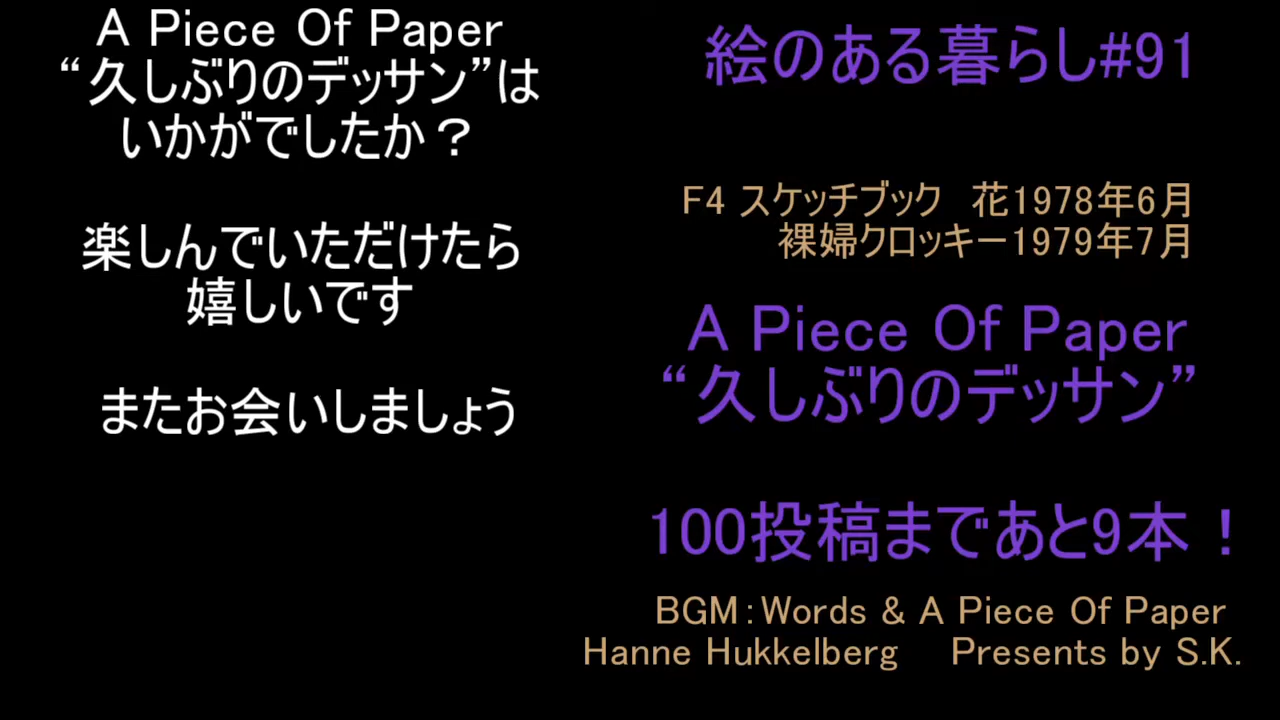 A Piece Of Paper
“久しぶりのデッサン”は
いかがでしたか？
楽しんでいただけたら
嬉しいです
またお会いしましょう
絵のある暮らし#91
F4 スケッチブック　花1978年6月
裸婦クロッキー1979年7月
A Piece Of Paper
“久しぶりのデッサン”
100投稿まであと9本！
BGM：Words & A Piece Of Paper
Hanne Hukkelberg　Presents by S.K.